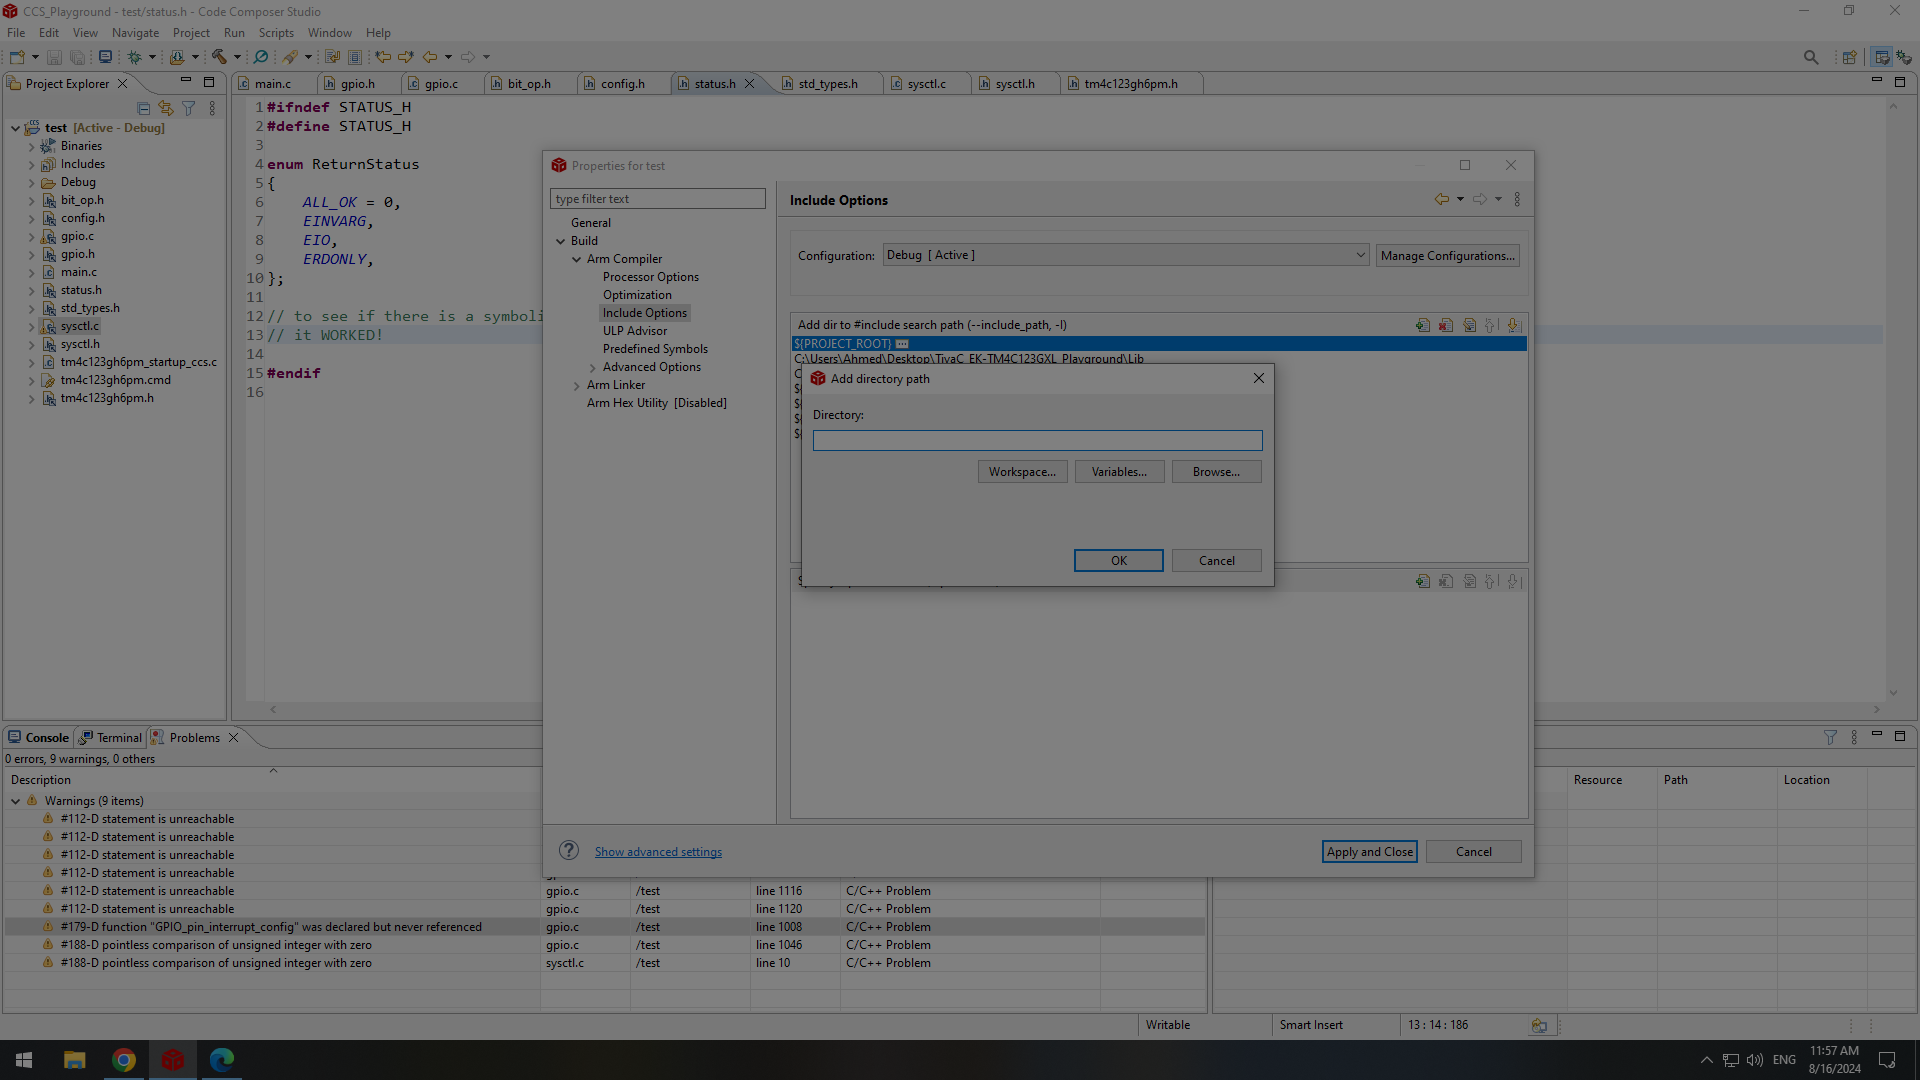 CCS_Playground - test/status.h - Code Composer Studio
File Edit View Navigate Project Run Scripts Window Help
Project Explorer
main.c gpio.h gpio.c bit_op.h config.h status.h std_types.h sysctl.c sysctl.h tm4c123gh6pm.h
test [Active - Debug]
Binaries
Includes
Debug
bit_op.h
config.h
gpio.c
gpio.h
main.c
status.h
std_types.h
sysctl.c
sysctl.h
tm4c123gh6pm_startup_ccs.c
tm4c123gh6pm.cmd
tm4c123gh6pm.h
1 #ifndef STATUS_H
2 #define STATUS_H
3
4 enum ReturnStatus
5 {
6 ALL_OK = 0,
7 EINVARG,
8 EIO,
9 ERDONLY,
10 };
11
12 // to see if there is a symboli
13 // it WORKED!
14
15 #endif
16
Properties for test
type filter text
General
Build
Arm Compiler
Processor Options
Optimization
Include Options
ULP Advisor
Predefined Symbols
Advanced Options
Arm Linker
Arm Hex Utility [Disabled]
Include Options
Configuration: Debug [ Active ] Manage Configurations...
Add dir to #include search path (--include_path, -I)
${PROJECT_ROOT}
C:\Users\Ahmed\Desktop\TivaC_EK-TM4C123GXL_Playground\Lib
Add directory path
Directory:
Workspace... Variables... Browse...
OK Cancel
Show advanced settings
Apply and Close Cancel
Console Terminal Problems
0 errors, 9 warnings, 0 others
Description Resource Path Location
Warnings (9 items)
#112-D statement is unreachable
#112-D statement is unreachable
#112-D statement is unreachable
#112-D statement is unreachable
#112-D statement is unreachable gpio.c /test line 1116 C/C++ Problem
#112-D statement is unreachable gpio.c /test line 1120 C/C++ Problem
#179-D function "GPIO_pin_interrupt_config" was declared but never referenced gpio.c /test line 1008 C/C++ Problem
#188-D pointless comparison of unsigned integer with zero gpio.c /test line 1046 C/C++ Problem
#188-D pointless comparison of unsigned integer with zero sysctl.c /test line 10 C/C++ Problem
Writable Smart Insert 13 : 14 : 186
ENG
11:57 AM
8/16/2024